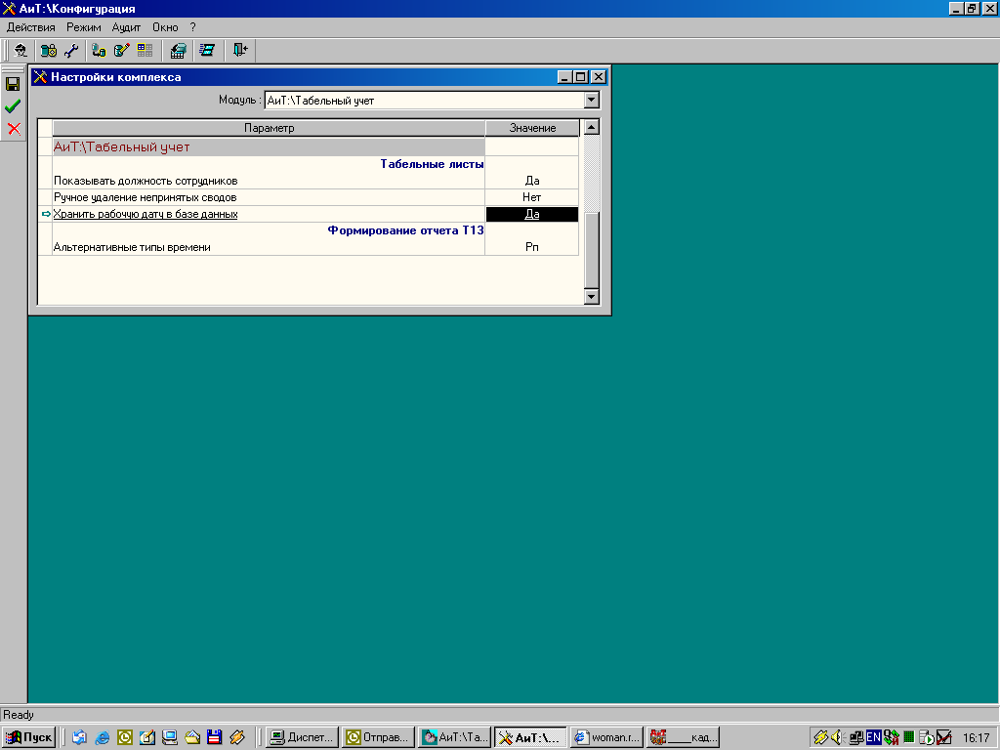 АиТ:\Конфигурация
Действия Режим Аудит Окно ?
Настройки комплекса
Модуль : АиТ:\Табельный учет
Параметр Значение
АиТ:\Табельный учет
Табельные листы
Показывать должность сотрудников Да
Ручное удаление непринятых сводов Нет
Хранить рабочую дату в базе данных Да
Формирование отчета Т13
Альтернативные типы времени Рп
Ready
Пуск Диспет... Отправ... АиТ:\Та... АиТ:\... woman.r... ____кад... EN 16:17